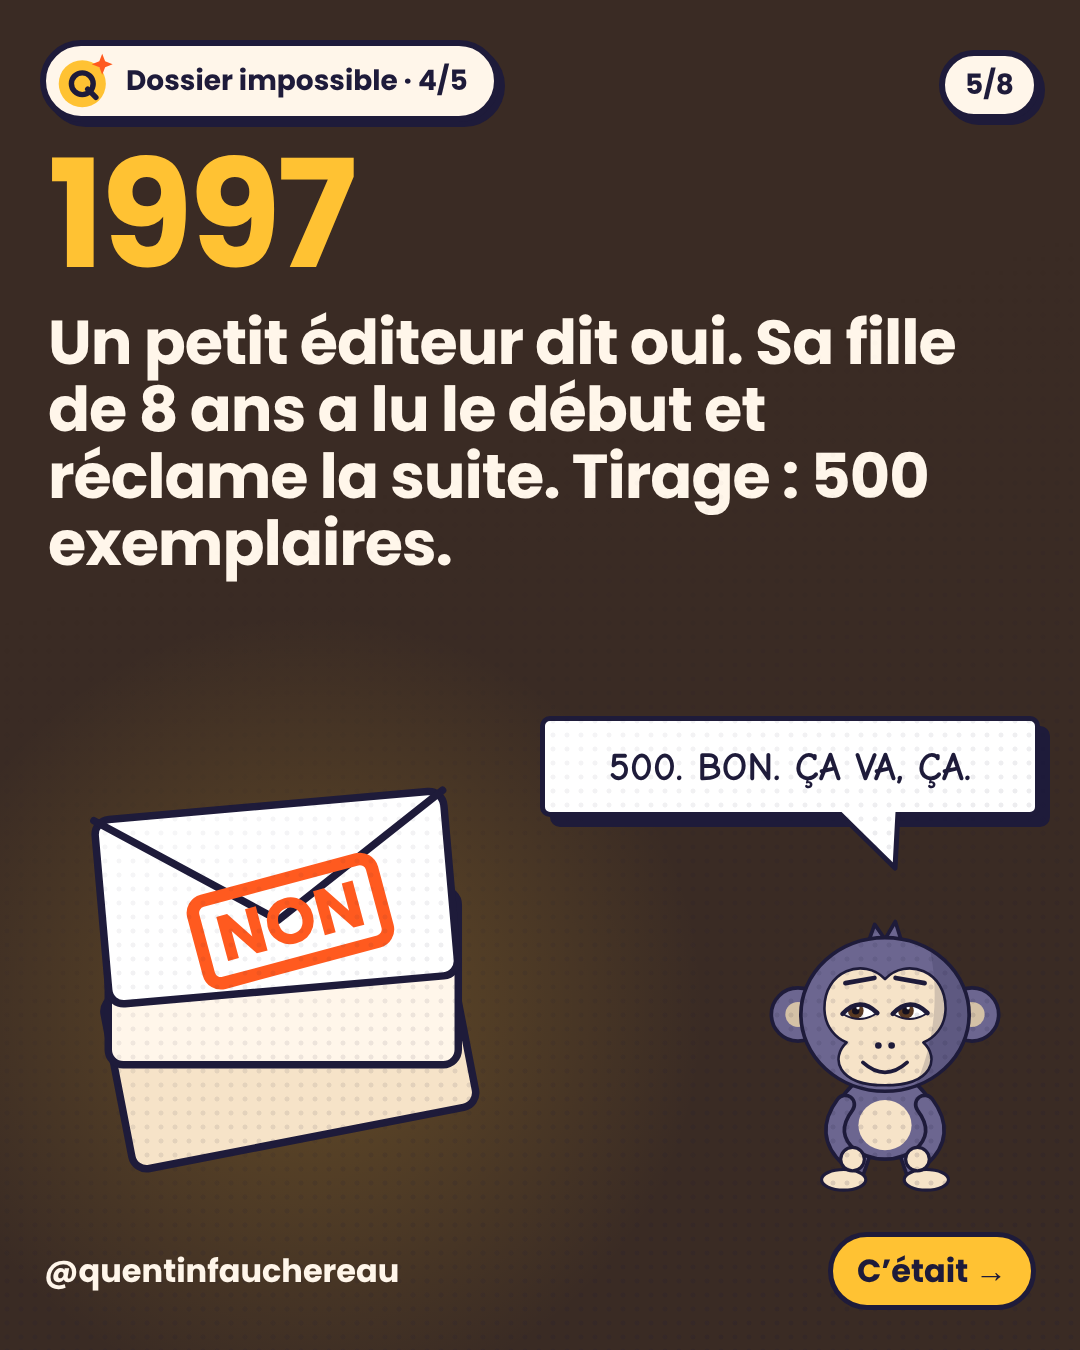 Dossier impossible · 4/5
5/8
1997
Un petit éditeur dit oui. Sa fille
de 8 ans a lu le début et
réclame la suite. Tirage : 500
exemplaires.
500. BON. ÇA VA, ÇA.
NON
@quentinfauchereau
C’était →